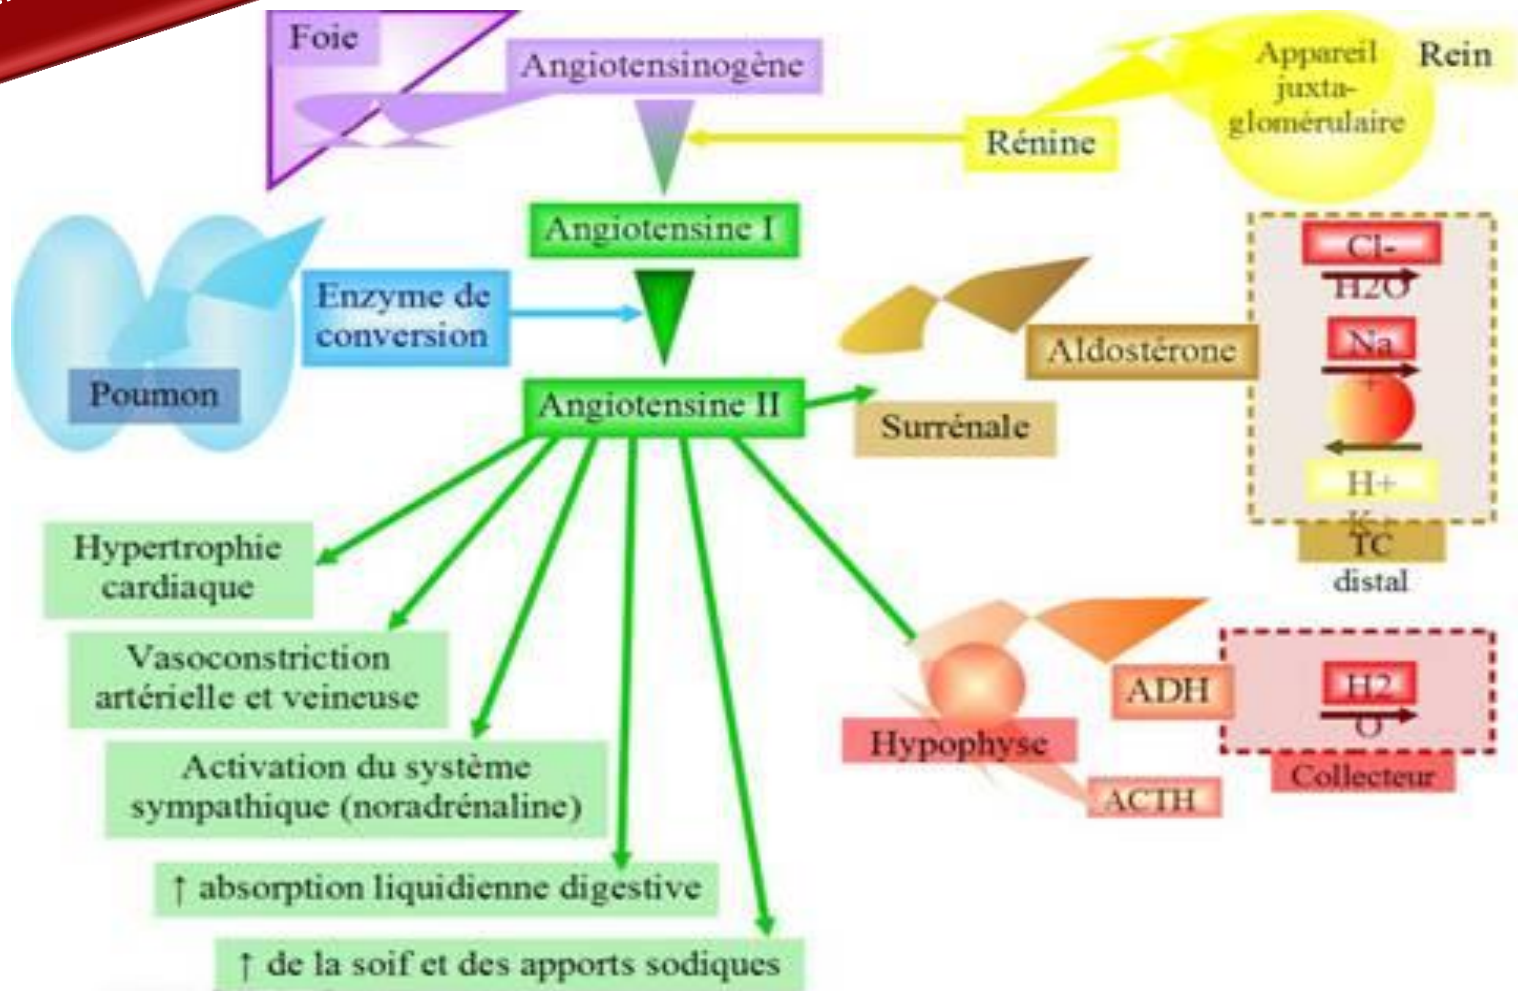 Foie
Angiotensinogène
Appareil
juxta-
glomérulaire
Rein
Rénine
Angiotensine I
Enzyme de
conversion
Poumon
Angiotensine II
Surrénale
Aldostérone
Cl-
H2O
Na
+
H+
K+
TC
distal
Hypertrophie
cardiaque
Vasoconstriction
artérielle et veineuse
Activation du système
sympathique (noradrénaline)
↑ absorption liquidienne digestive
↑ de la soif et des apports sodiques
Hypophyse
ADH
ACTH
H2
O
Collecteur